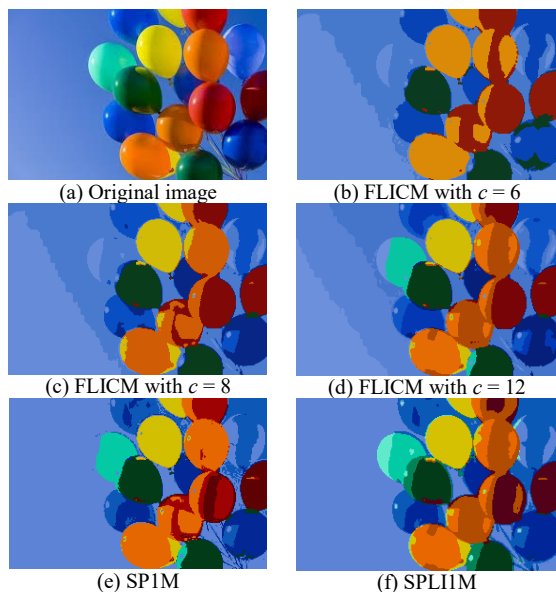 (a) Original image
(b) FLICM with c = 6
(c) FLICM with c = 8
(d) FLICM with c = 12
(e) SP1M
(f) SPLI1M